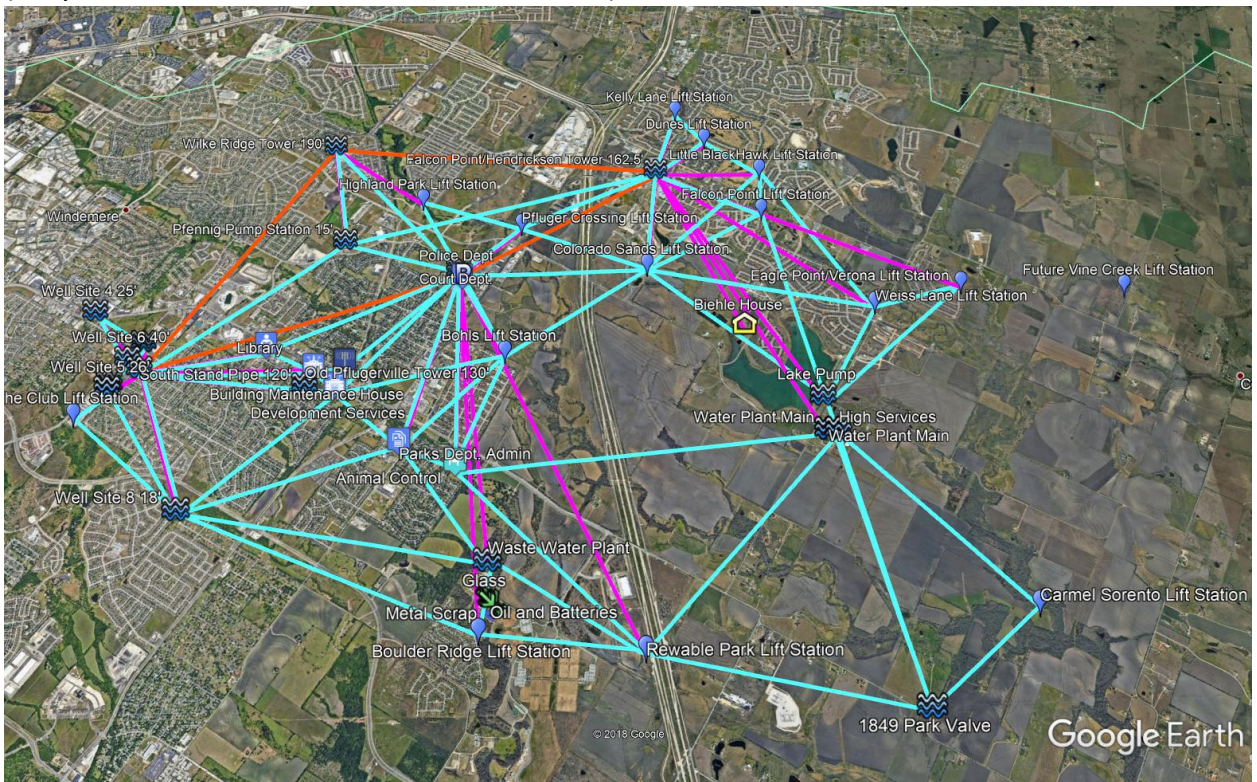 Kelly Lane Lift Station
Dunes Lift Station
Wilke Ridge Tower 190'
Falcon Point/Hendrickson Tower 162.5'
Little BlackHawk Lift Station
Highland Park Lift Station
Falcon Point Lift Station
Windemere
Pfluger Crossing Lift Station
Pfennig Pump Station 15'
Police Dept
Colorado Sands Lift Station
Court Dept.
Eagle Point/Verona Lift Station
Future Vine Creek Lift Station
Well Site 4 25'
Weiss Lane Lift Station
Biehle House
Well Site 6 40'
Library
Bohls Lift Station
Well Site 5 26'
South Stand Pipe 120'
Old Pflugerville Tower 130'
Lake Pump
Building Maintenance House
he Club Lift Station
Development Services
Water Plant Main
High Services
Water Plant Main
Parks Dept. Admin
Animal Control
Well Site 8 18'
Waste Water Plant
Glass
Metal Scrap
Oil and Batteries
Carmel Sorento Lift Station
Boulder Ridge Lift Station
Rewable Park Lift Station
1849 Park Valve
© 2018 Google
Google Earth